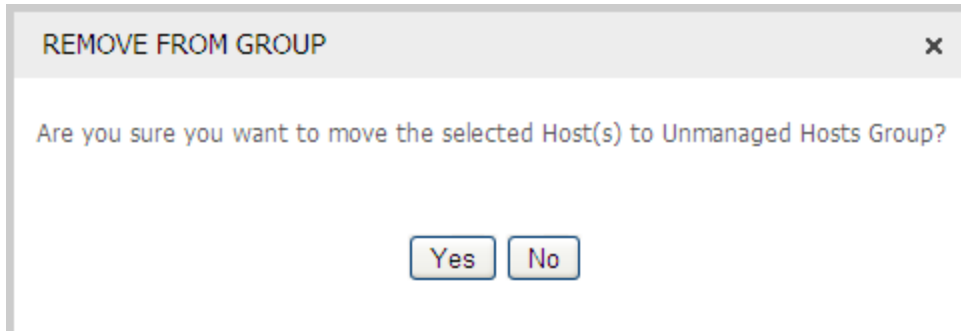 REMOVE FROM GROUP
Are you sure you want to move the selected Host(s) to Unmanaged Hosts Group?
Yes No